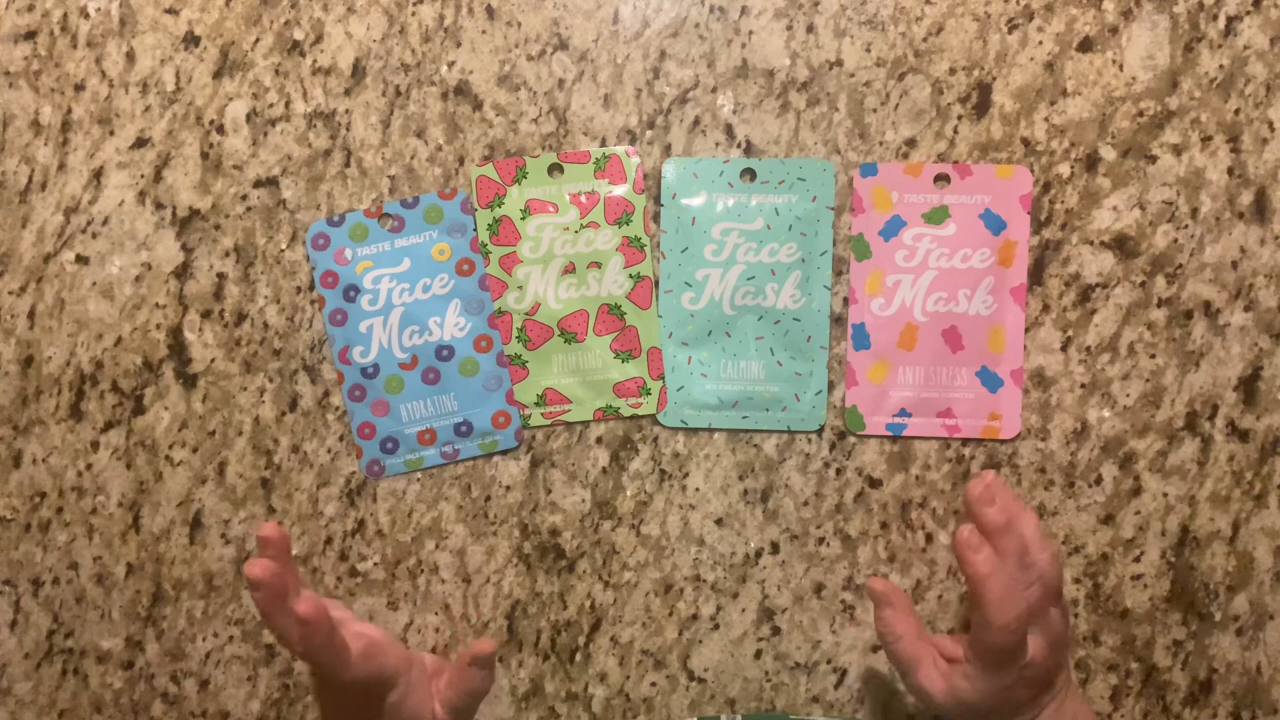 TASTE BEAUTY
Face
Mask
HYDRATING
DONUT SCENTED
TASTE BEAUTY
Face
Mask
UPLIFTING
TASTE BEAUTY
Face
Mask
CALMING
ICE CREAM SCENTED
TASTE BEAUTY
Face
Mask
ANTI STRESS